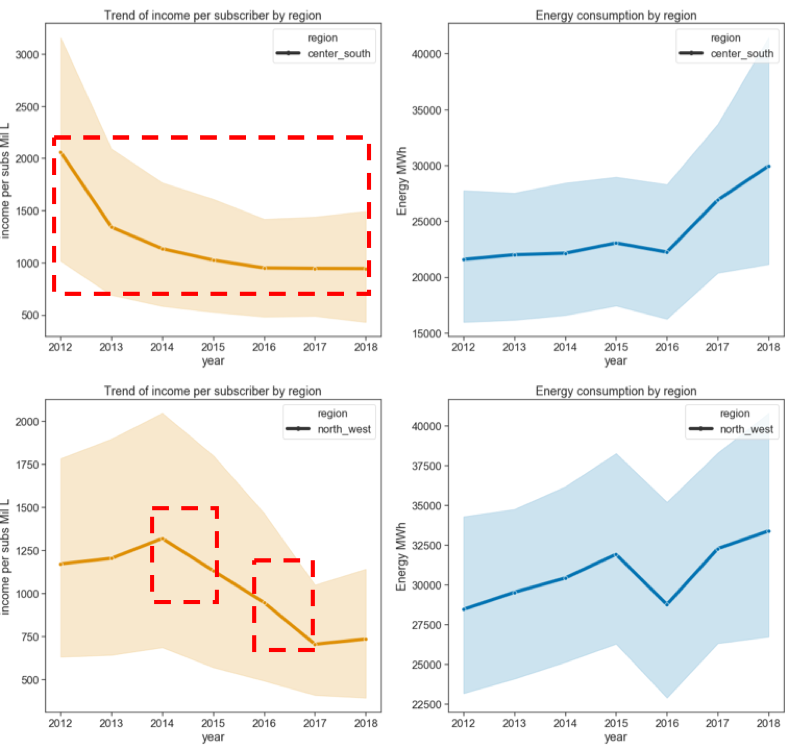 Trend of income per subscriber by region
region
center_south
3000
2500
2000
1500
1000
500
income per subs Mil L
2012 2013 2014 2015 2016 2017 2018
year
Energy consumption by region
region
center_south
40000
35000
30000
25000
20000
15000
Energy MWh
2012 2013 2014 2015 2016 2017 2018
year
Trend of income per subscriber by region
region
north_west
2000
1750
1500
1250
1000
750
500
income per subs Mil L
2012 2013 2014 2015 2016 2017 2018
year
Energy consumption by region
region
north_west
40000
37500
35000
32500
30000
27500
25000
22500
Energy MWh
2012 2013 2014 2015 2016 2017 2018
year